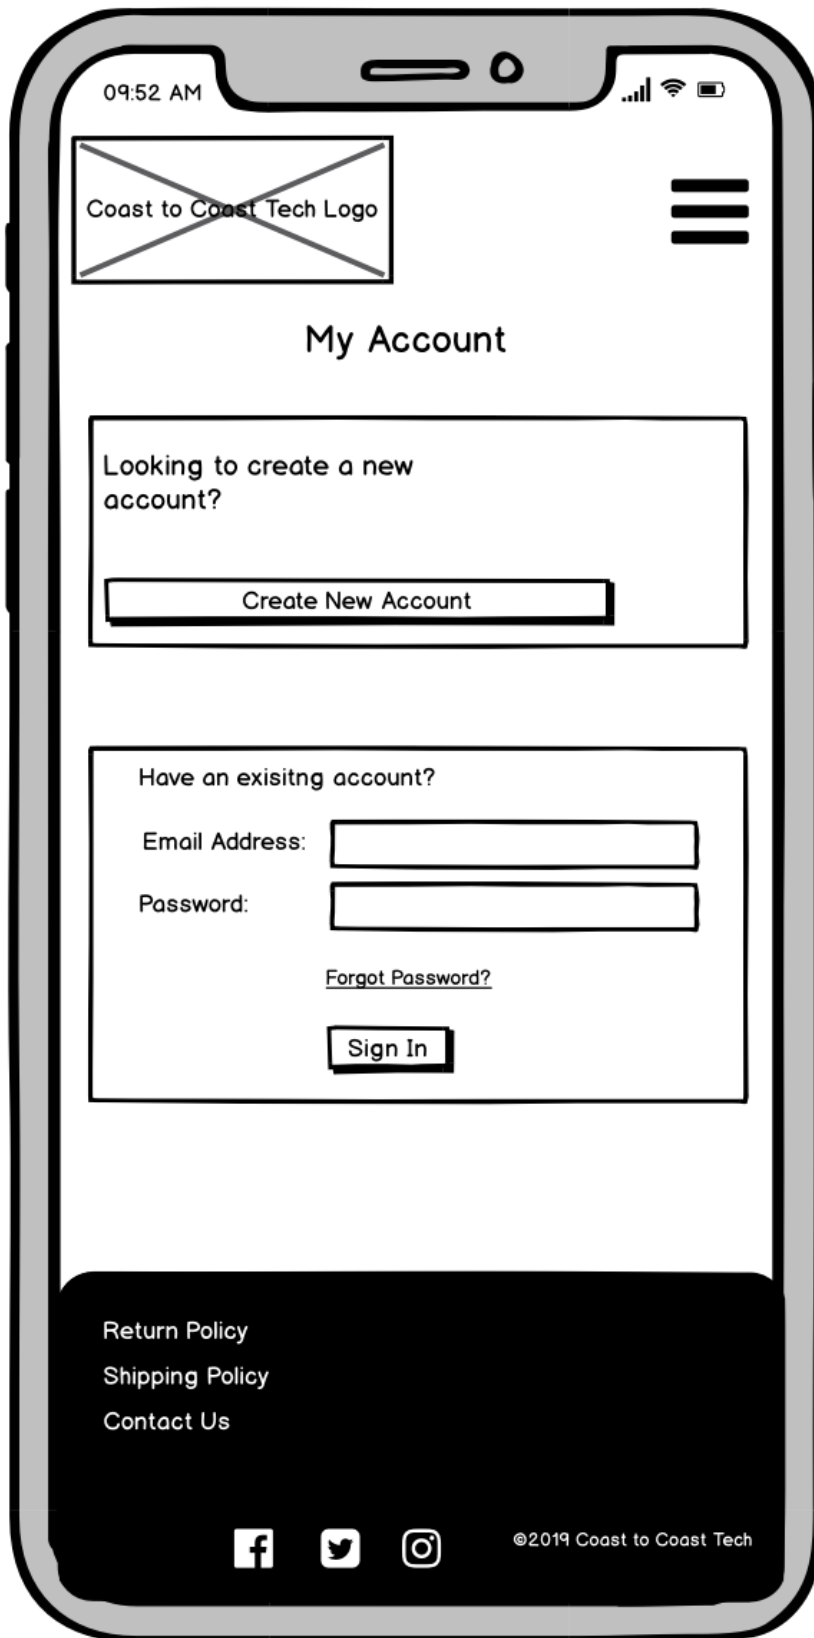 09:52 AM
Coast to Coast Tech Logo
My Account
Looking to create a new
account?
Create New Account
Have an exisitng account?
Email Address:
Password:
Forgot Password?
Sign In
Return Policy
Shipping Policy
Contact Us
©2019 Coast to Coast Tech